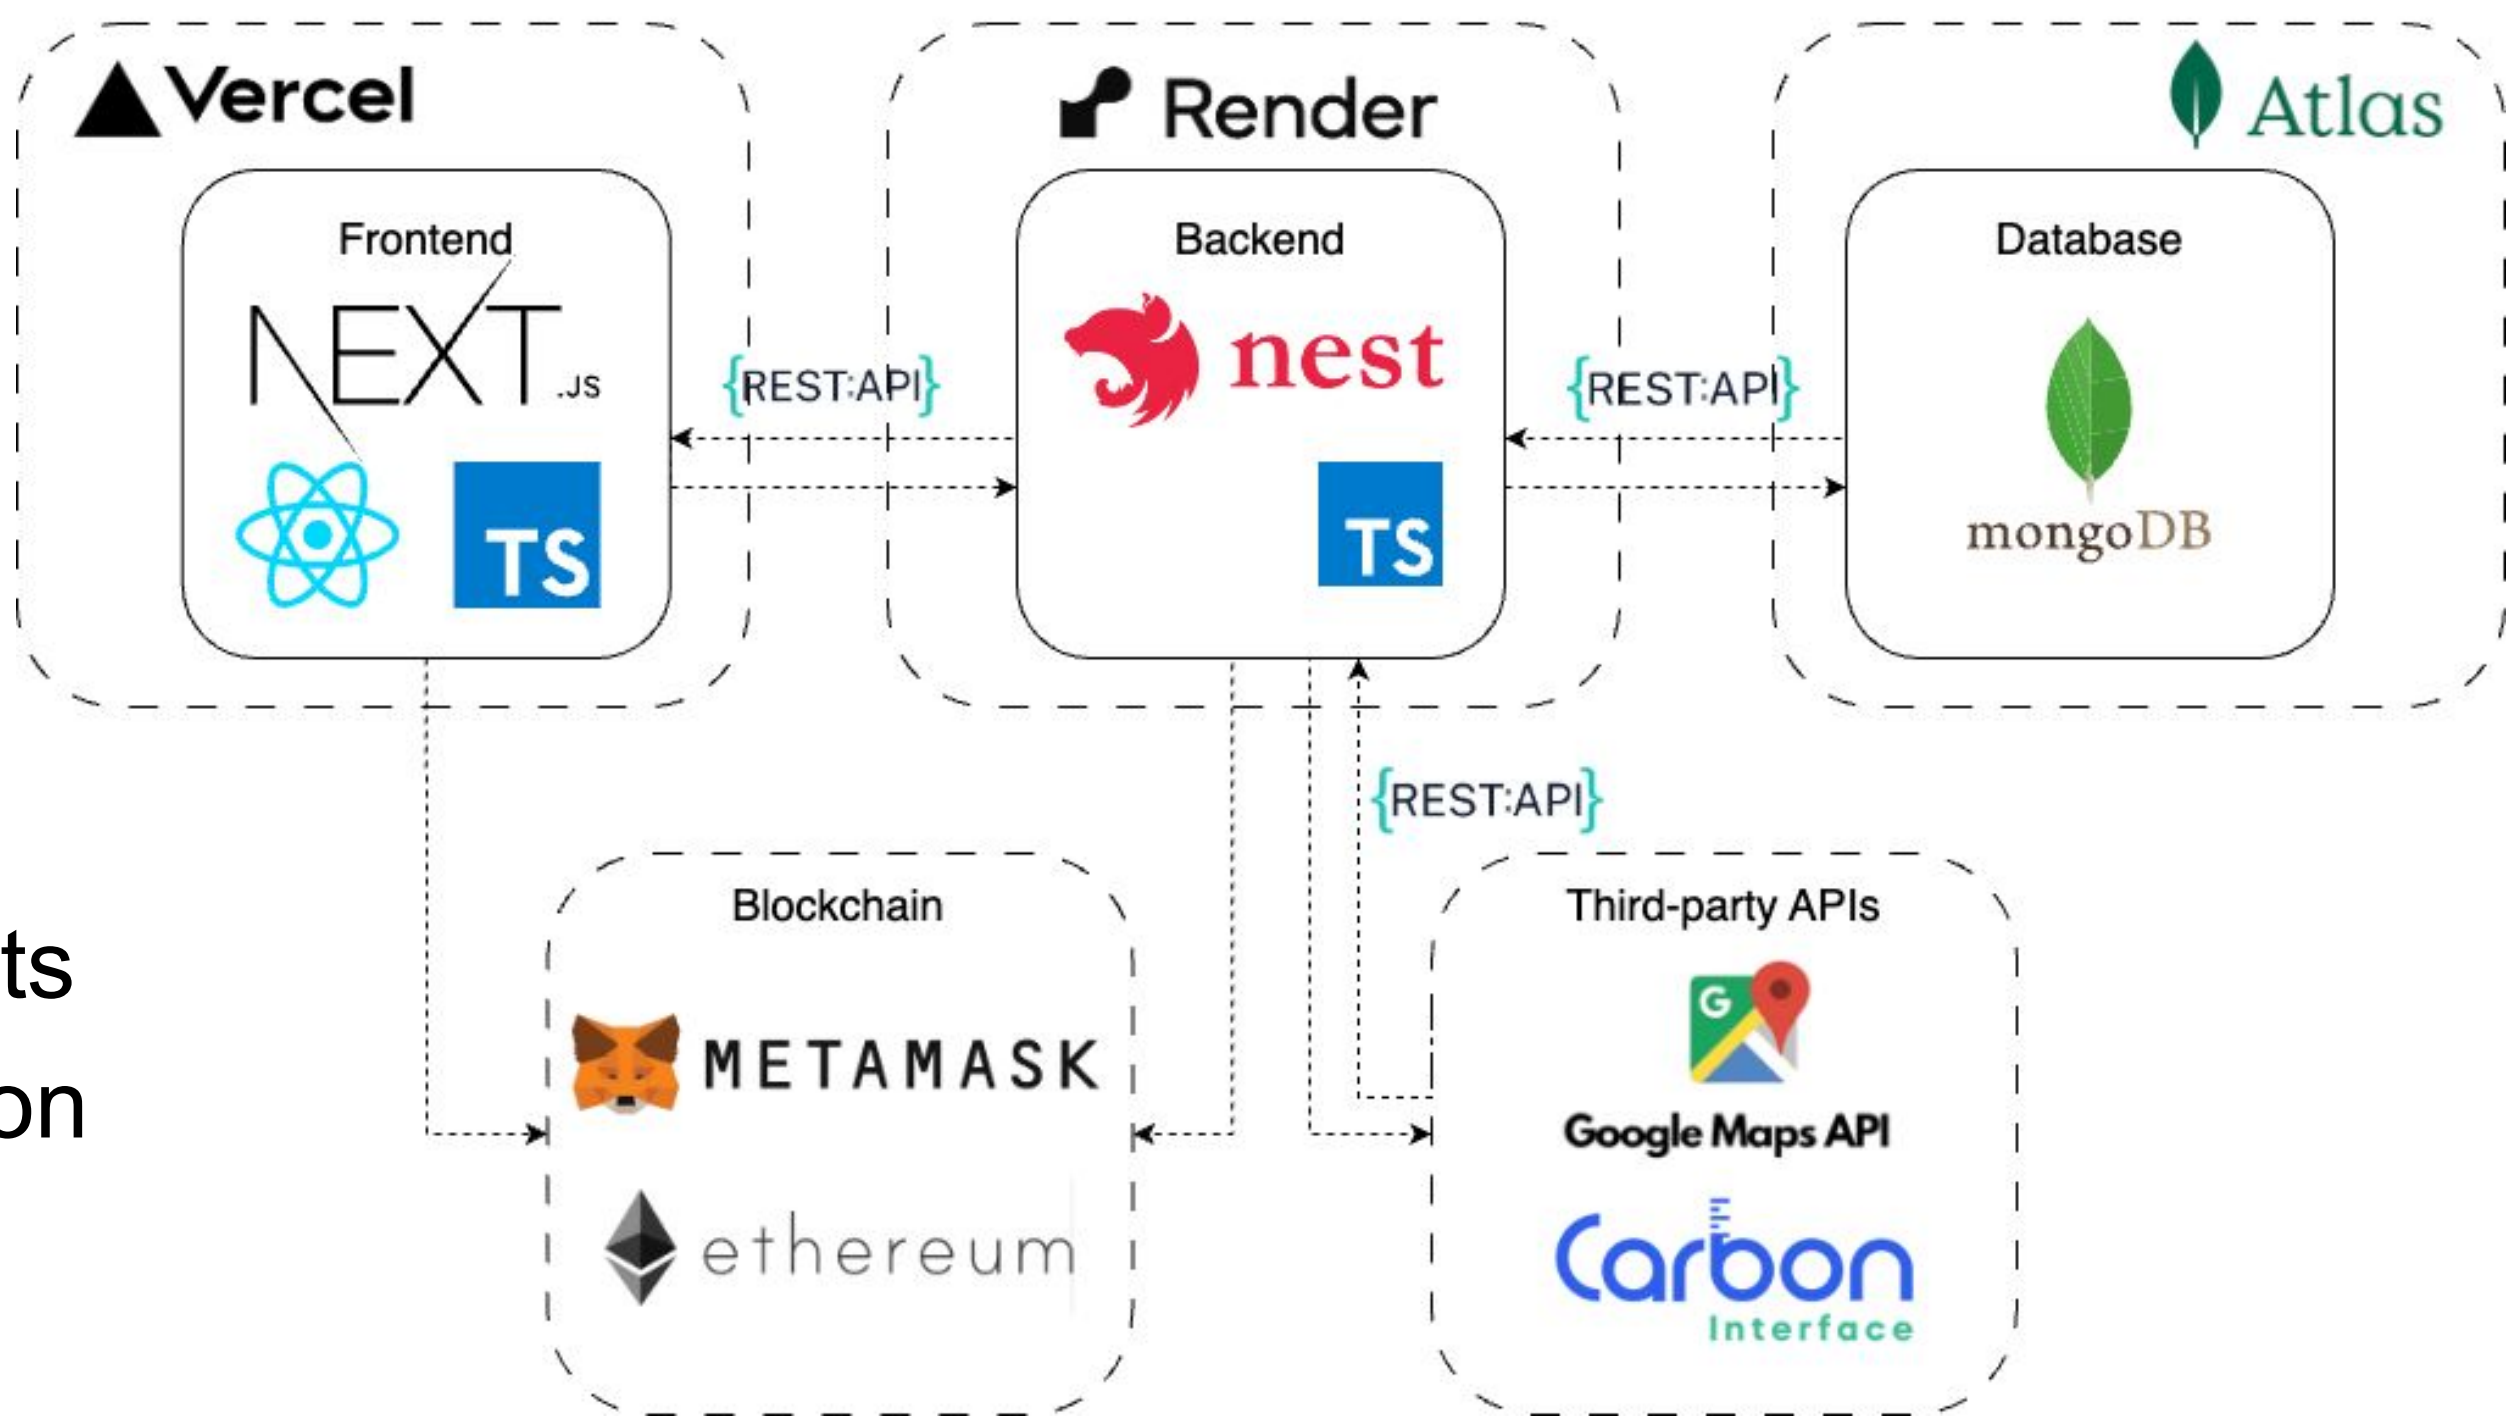 Vercel
Render
Atlas
Frontend
Backend
Database
NEXT.JS
nest
{REST:API}
{REST:API}
TS
TS
mongoDB
{REST:API}
Blockchain
Third-party APIs
ts
on
METAMASK
G
Google Maps API
ethereum
Carbon
Interface